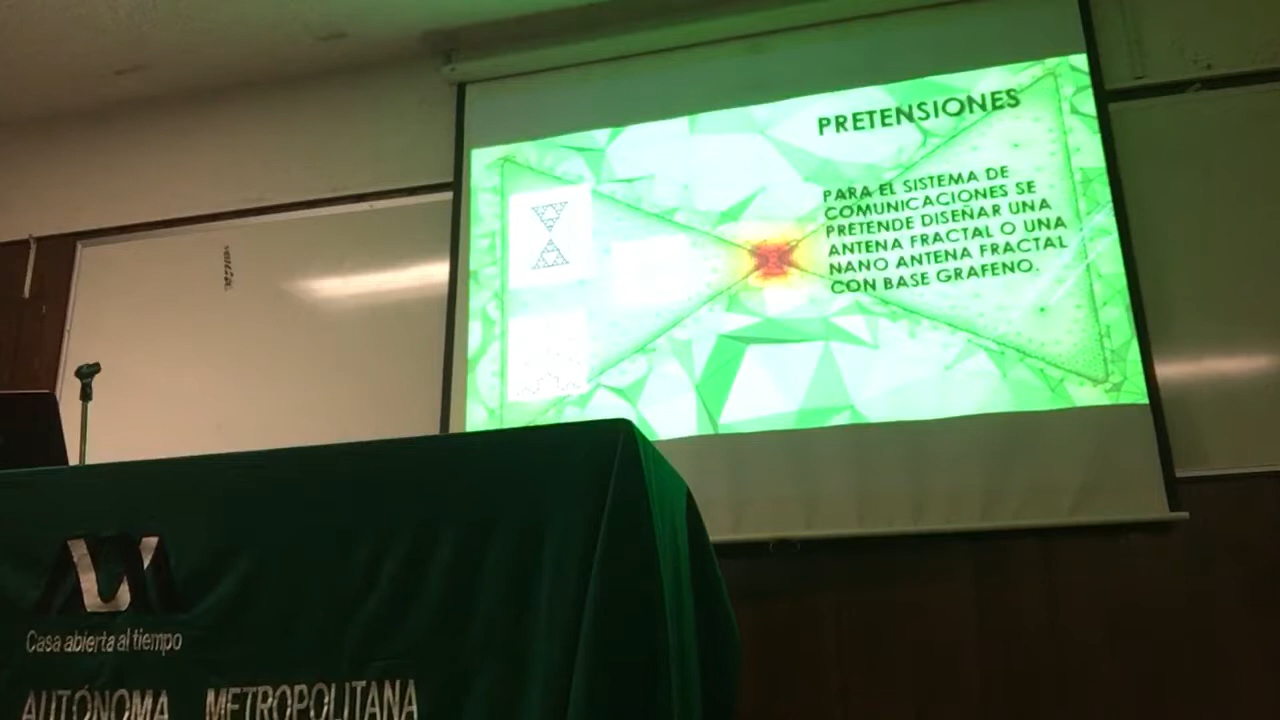 PRETENSIONES
PARA EL SISTEMA DE
COMUNICACIONES SE
PRETENDE DISEÑAR UNA
ANTENA FRACTAL O UNA
NANO ANTENA FRACTAL
CON BASE GRAFENO.
Casa abierta al tiempo
AUTÓNOMA METROPOLITANA